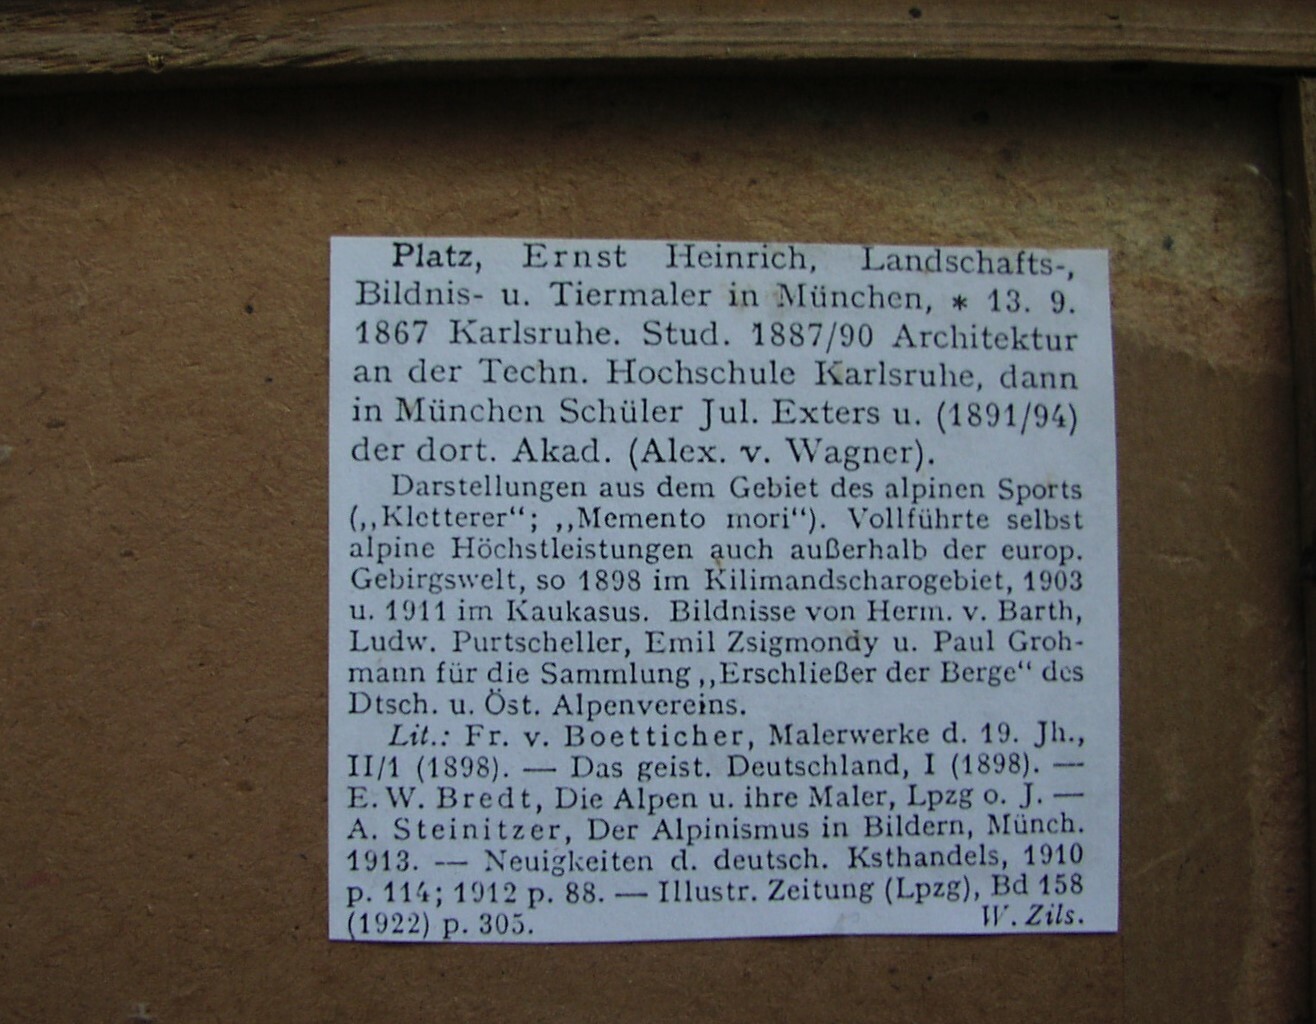 Platz, Ernst Heinrich, Landschafts-,
Bildnis- u. Tiermaler in München, * 13. 9.
1867 Karlsruhe. Stud. 1887/90 Architektur
an der Techn. Hochschule Karlsruhe, dann
in München Schüler Jul. Exters u. (1891/94)
der dort. Akad. (Alex. v. Wagner).
Darstellungen aus dem Gebiet des alpinen Sports
(„Kletterer“; „Memento mori“). Vollführte selbst
alpine Höchstleistungen auch außerhalb der europ.
Gebirgswelt, so 1898 im Kilimandscharogebiet, 1903
u. 1911 im Kaukasus. Bildnisse von Herm. v. Barth,
Ludw. Purtscheller, Emil Zsigmondy u. Paul Groh-
mann für die Sammlung „Erschließer der Berge“ des
Dtsch. u. Öst. Alpenvereins.
Lit.: Fr. v. Boetticher, Malerwerke d. 19. Jh.,
II/1 (1898). — Das geist. Deutschland, I (1898). —
E. W. Bredt, Die Alpen u. ihre Maler, Lpzg o. J. —
A. Steinitzer, Der Alpinismus in Bildern, Münch.
1913. — Neuigkeiten d. deutsch. Ksthandels, 1910
p. 114; 1912 p. 88. — Illustr. Zeitung (Lpzg), Bd 158
(1922) p. 305. W. Zils.